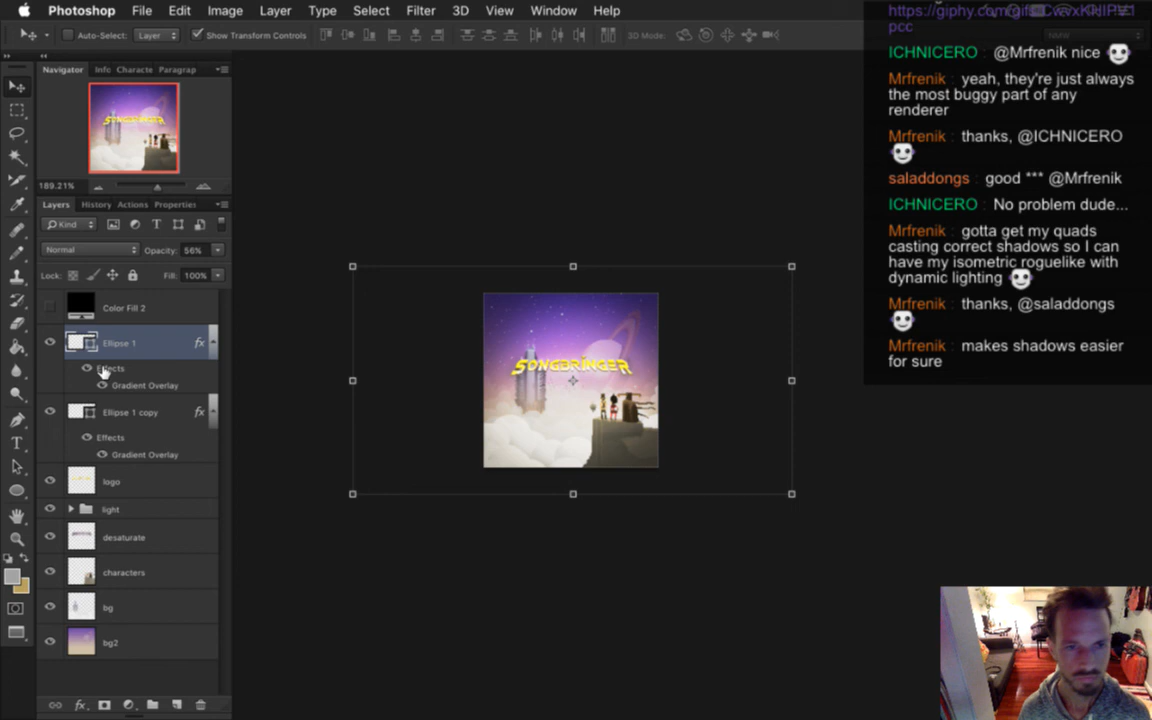 Photoshop File Edit Image Layer Type Select Filter 3D View Window Help
Auto-Select: Layer Show Transform Controls 3D Mode:
Navigator Info Characte Paragrap
SONGBRINGER
189.21%
Layers History Actions Properties
Kind
Normal Opacity: 56%
Lock: Fill: 100%
Color Fill 2
Ellipse 1 fx
Effects
Gradient Overlay
Ellipse 1 copy fx
Effects
Gradient Overlay
logo
light
desaturate
characters
bg
bg2
fx
T
SONGBRINGER
pcc
ICHNICERO : @Mrfrenik nice
Mrfrenik : yeah, they're just always
the most buggy part of any
renderer
Mrfrenik : thanks, @ICHNICERO
saladdongs : good *** @Mrfrenik
ICHNICERO : No problem dude...
Mrfrenik : gotta get my quads
casting correct shadows so I can
have my isometric roguelike with
dynamic lighting
Mrfrenik : thanks, @saladdongs
Mrfrenik : makes shadows easier
for sure